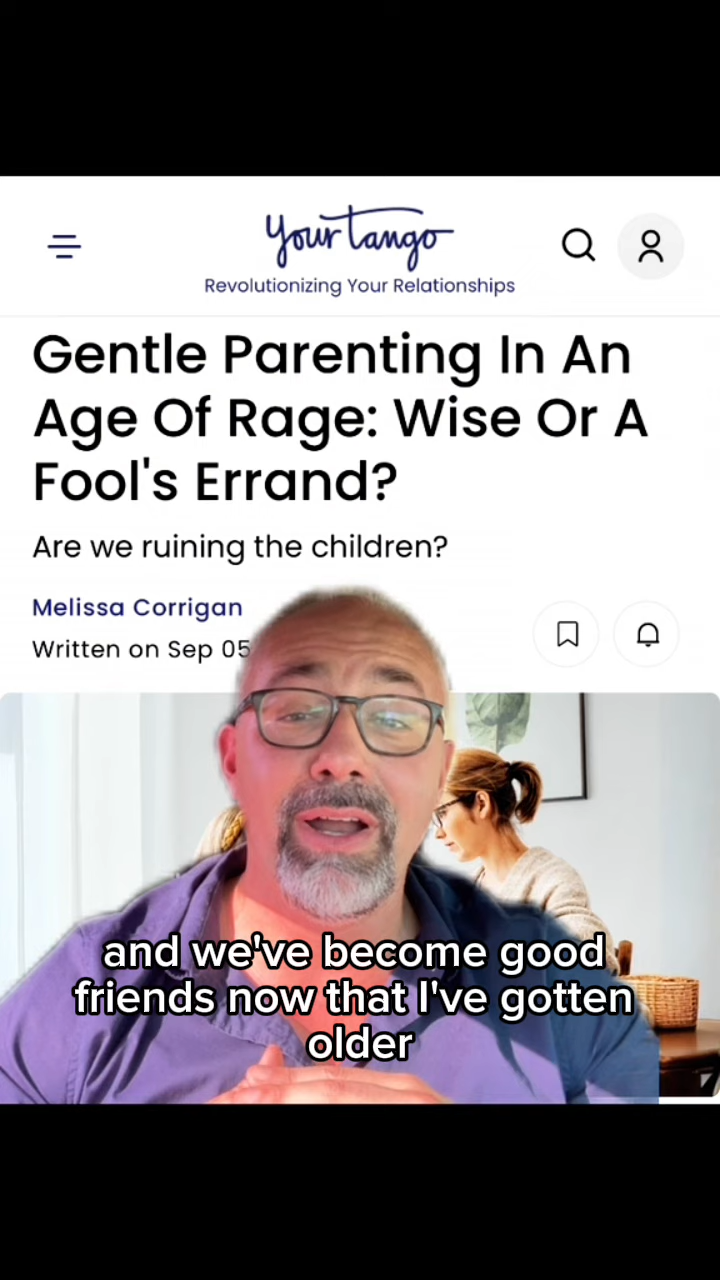 Your Tango
Revolutionizing Your Relationships
Gentle Parenting In An
Age Of Rage: Wise Or A
Fool's Errand?
Are we ruining the children?
Melissa Corrigan
Written on Sep 05
and we've become good
friends now that I've gotten
older